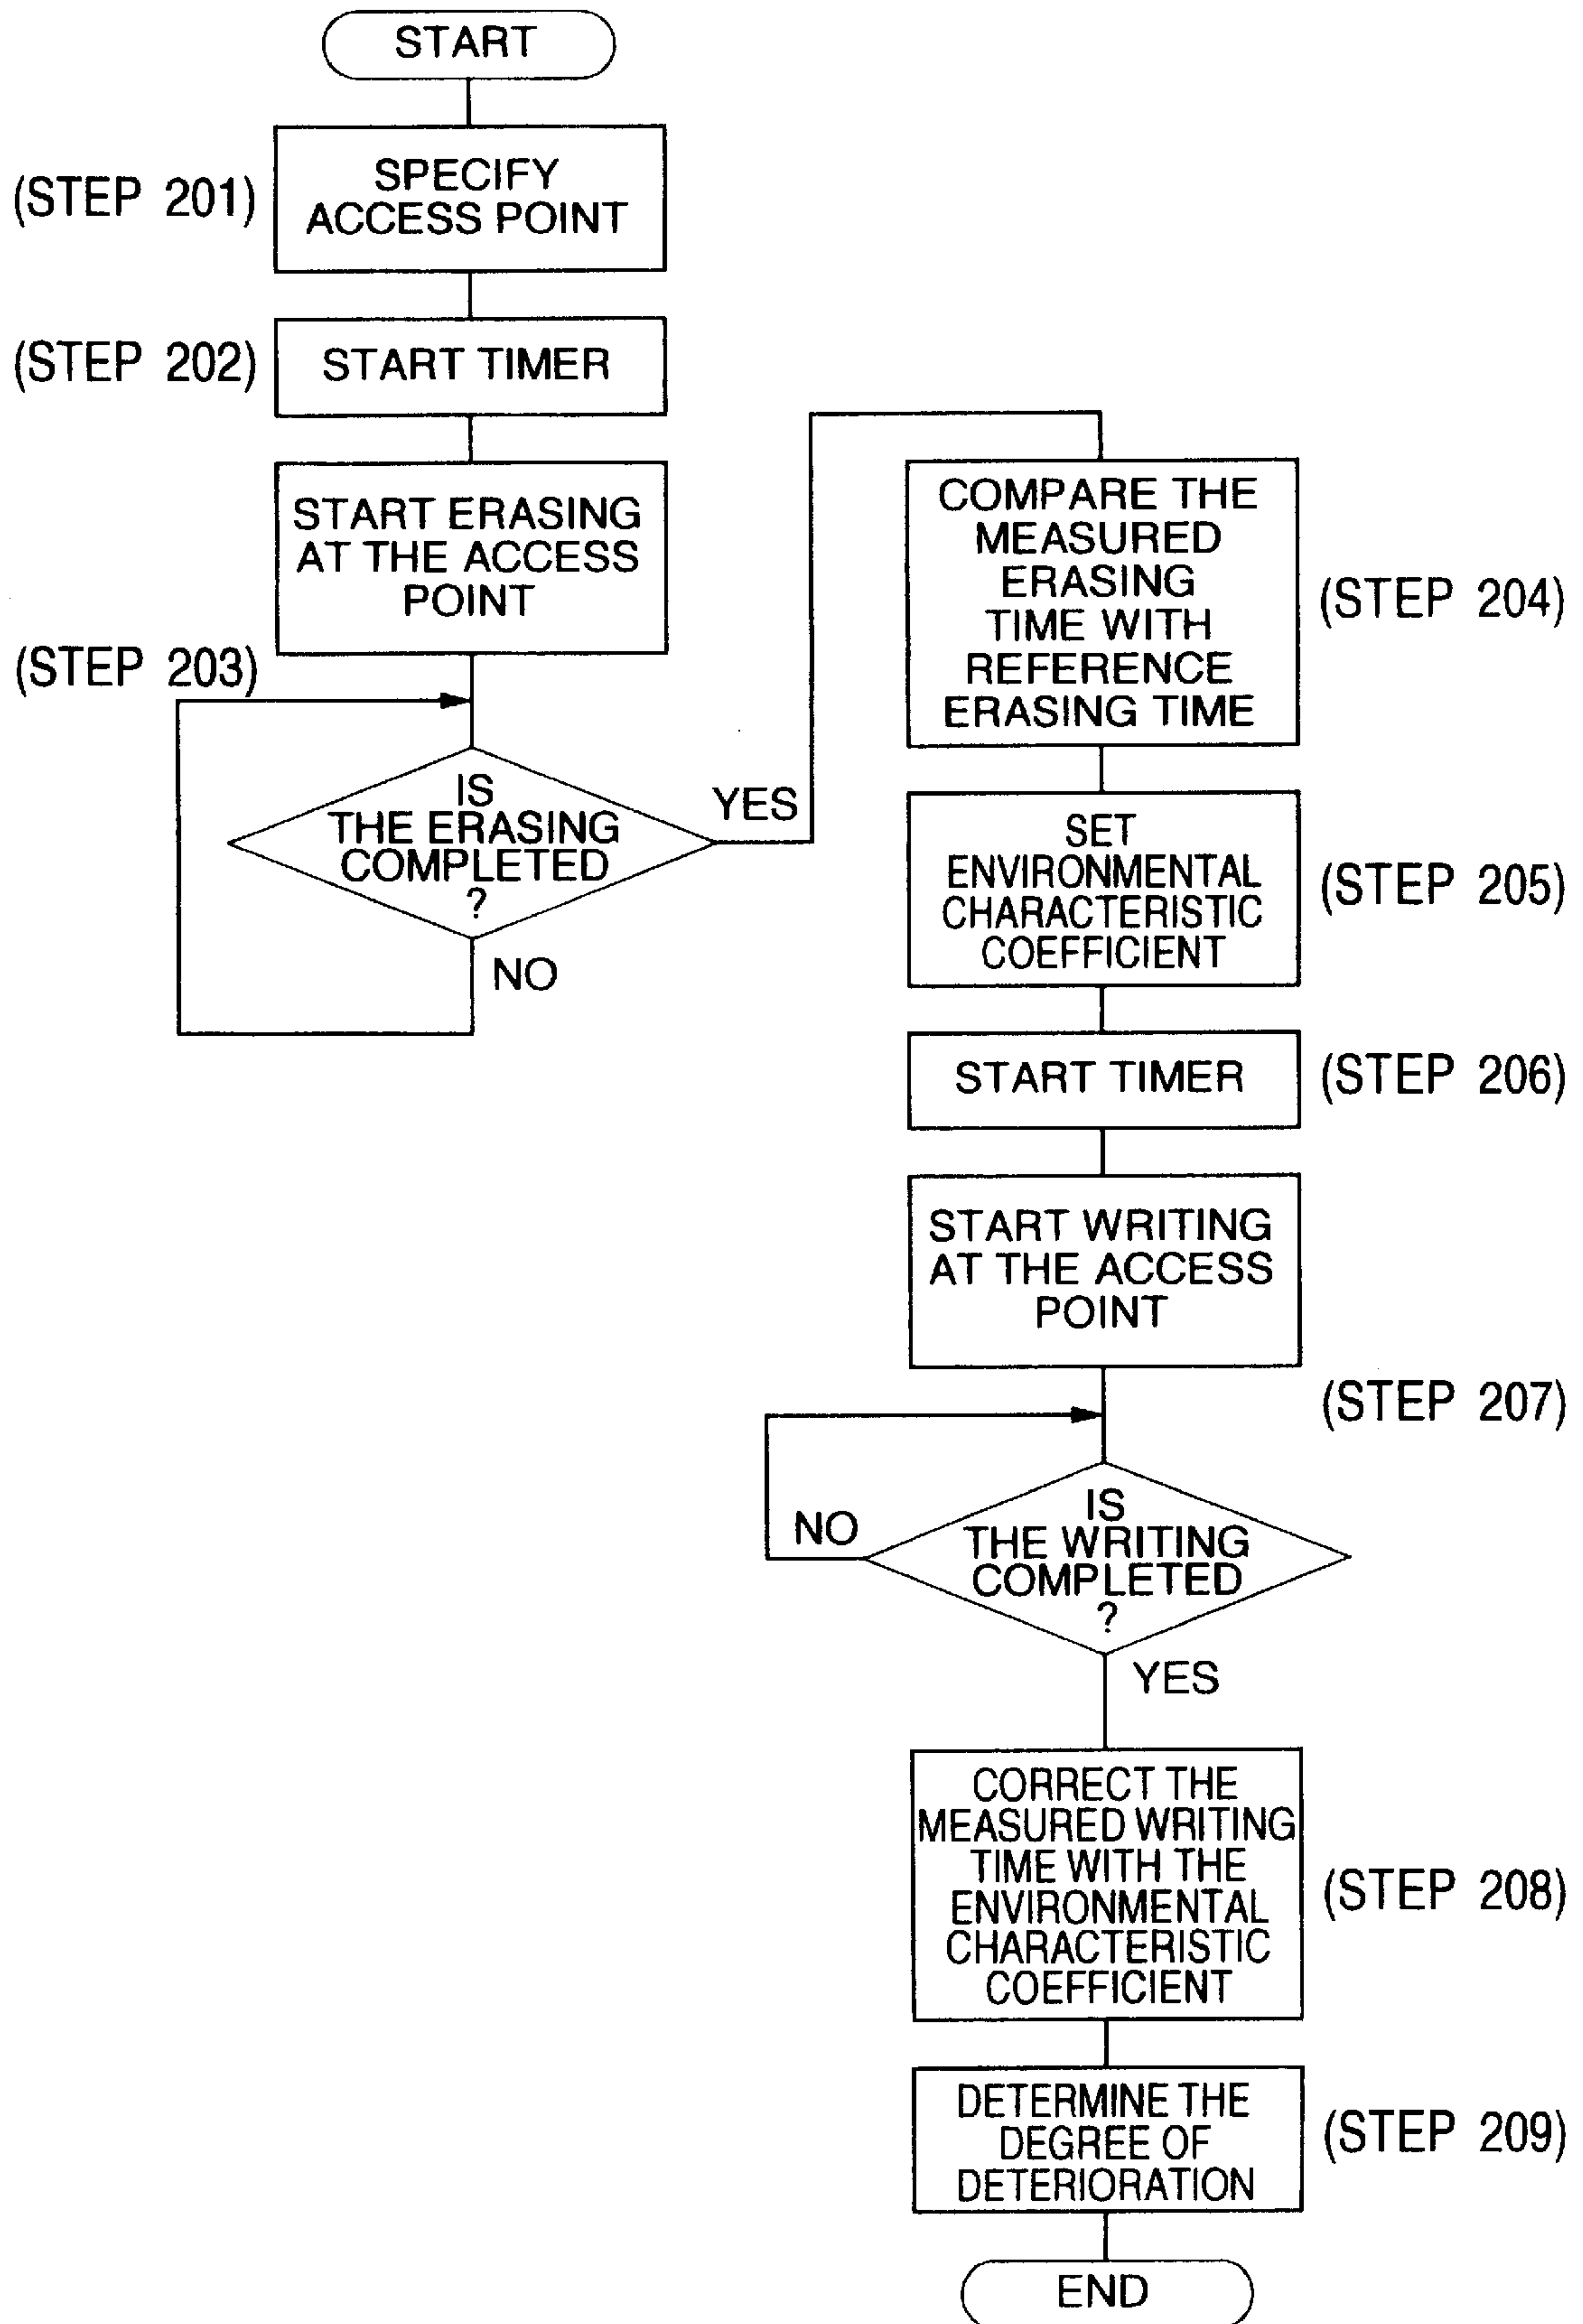 START
(STEP 201)
SPECIFY
ACCESS POINT
(STEP 202)
START TIMER
START ERASING
AT THE ACCESS
POINT
(STEP 203)
IS
THE ERASING
COMPLETED
?
YES
NO
COMPARE THE
MEASURED
ERASING
TIME WITH
REFERENCE
ERASING TIME
(STEP 204)
SET
ENVIRONMENTAL
CHARACTERISTIC
COEFFICIENT
(STEP 205)
START TIMER
(STEP 206)
START WRITING
AT THE ACCESS
POINT
(STEP 207)
IS
THE WRITING
COMPLETED
?
NO
YES
CORRECT THE
MEASURED WRITING
TIME WITH THE
ENVIRONMENTAL
CHARACTERISTIC
COEFFICIENT
(STEP 208)
DETERMINE THE
DEGREE OF
DETERIORATION
(STEP 209)
END